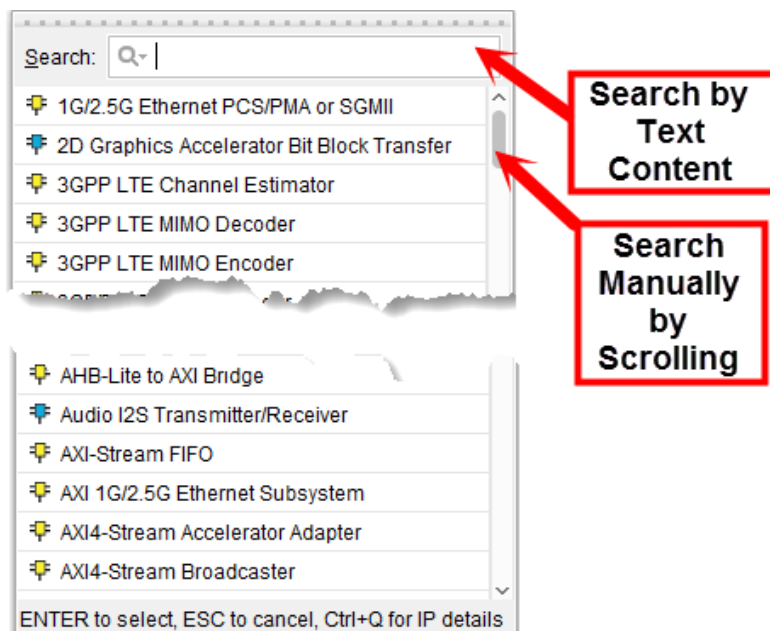 Search:
1G/2.5G Ethernet PCS/PMA or SGMII
2D Graphics Accelerator Bit Block Transfer
3GPP LTE Channel Estimator
3GPP LTE MIMO Decoder
3GPP LTE MIMO Encoder
AHB-Lite to AXI Bridge
Audio I2S Transmitter/Receiver
AXI-Stream FIFO
AXI 1G/2.5G Ethernet Subsystem
AXI4-Stream Accelerator Adapter
AXI4-Stream Broadcaster
ENTER to select, ESC to cancel, Ctrl+Q for IP details
Search by
Text
Content
Search
Manually
by
Scrolling